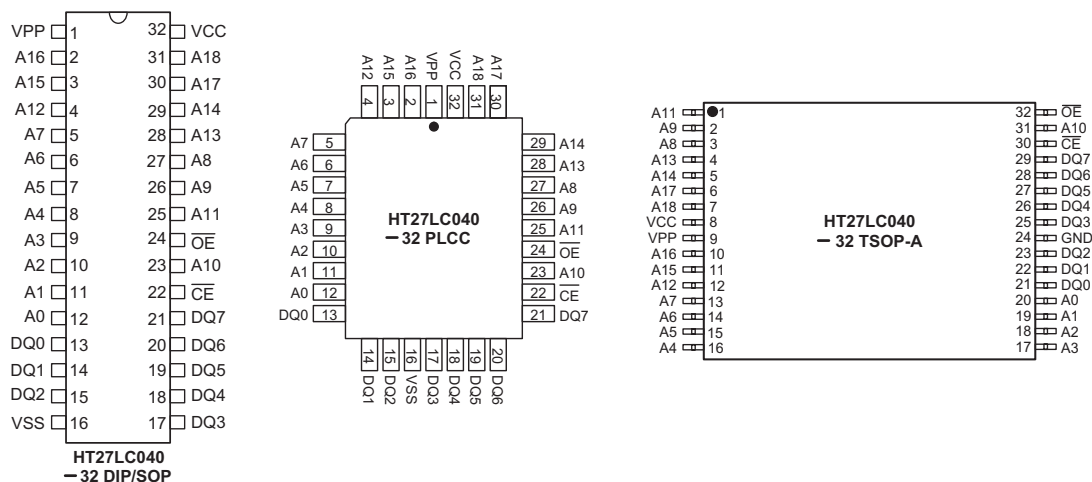 VPP 1 32 VCC
A16 2 31 A18
A15 3 30 A17
A12 4 29 A14
A7 5 28 A13
A6 6 27 A8
A5 7 26 A9
A4 8 25 A11
A3 9 24 OE
A2 10 23 A10
A1 11 22 CE
A0 12 21 DQ7
DQ0 13 20 DQ6
DQ1 14 19 DQ5
DQ2 15 18 DQ4
VSS 16 17 DQ3
HT27LC040
– 32 DIP/SOP
A12 A15 A16 VPP VCC A18 A17
4 3 2 1 32 31 30
A7 5 29 A14
A6 6 28 A13
A5 7 27 A8
A4 8 26 A9
A3 9 25 A11
A2 10 24 OE
A1 11 23 A10
A0 12 22 CE
DQ0 13 21 DQ7
HT27LC040
– 32 PLCC
14 15 16 17 18 19 20
DQ1 DQ2 VSS DQ3 DQ4 DQ5 DQ6
A11 1 32 OE
A9 2 31 A10
A8 3 30 CE
A13 4 29 DQ7
A14 5 28 DQ6
A17 6 27 DQ5
A18 7 26 DQ4
VCC 8 25 DQ3
VPP 9 24 GND
A16 10 23 DQ2
A15 11 22 DQ1
A12 12 21 DQ0
A7 13 20 A0
A6 14 19 A1
A5 15 18 A2
A4 16 17 A3
HT27LC040
– 32 TSOP-A